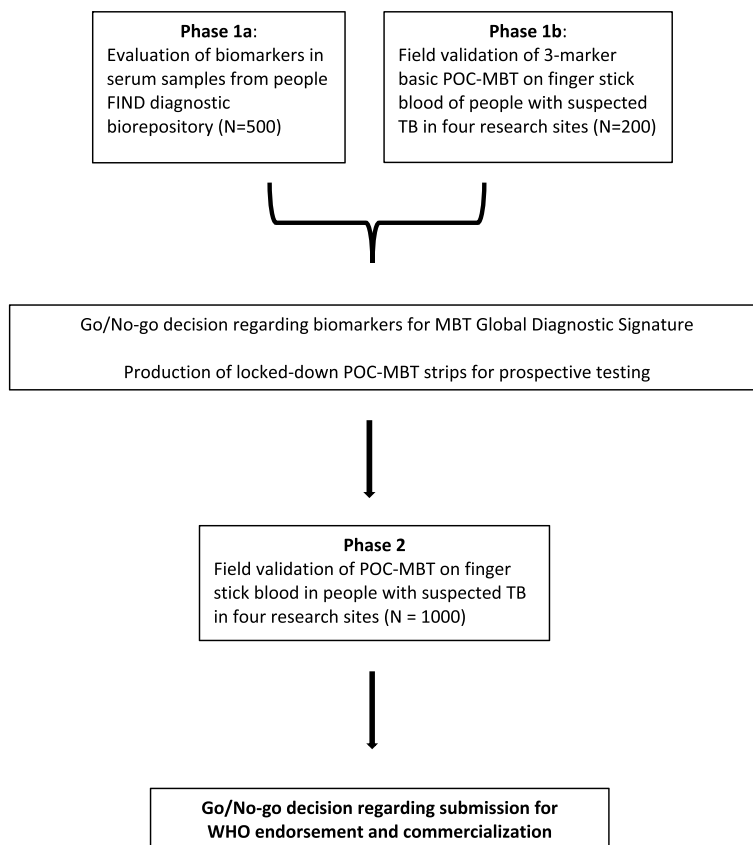 Phase 1a:
Evaluation of biomarkers in
serum samples from people
FIND diagnostic
biorepository (N=500)
Phase 1b:
Field validation of 3-marker
basic POC-MBT on finger stick
blood of people with suspected
TB in four research sites (N=200)
Go/No-go decision regarding biomarkers for MBT Global Diagnostic Signature
Production of locked-down POC-MBT strips for prospective testing
Phase 2
Field validation of POC-MBT on finger
stick blood in people with suspected TB
in four research sites (N = 1000)
Go/No-go decision regarding submission for
WHO endorsement and commercialization